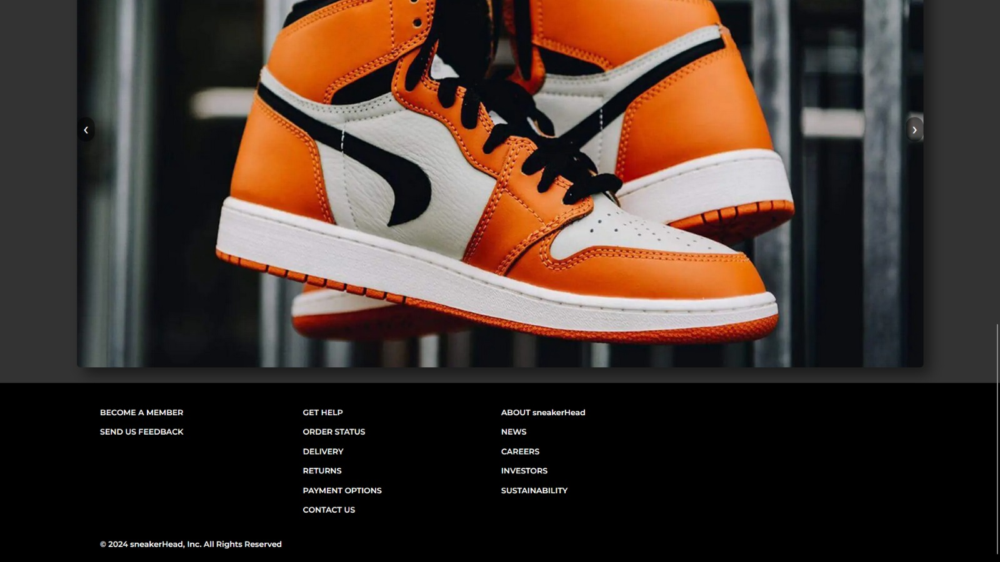 ‹
›
BECOME A MEMBER
SEND US FEEDBACK
GET HELP
ORDER STATUS
DELIVERY
RETURNS
PAYMENT OPTIONS
CONTACT US
ABOUT sneakerHead
NEWS
CAREERS
INVESTORS
SUSTAINABILITY
© 2024 sneakerHead, Inc. All Rights Reserved